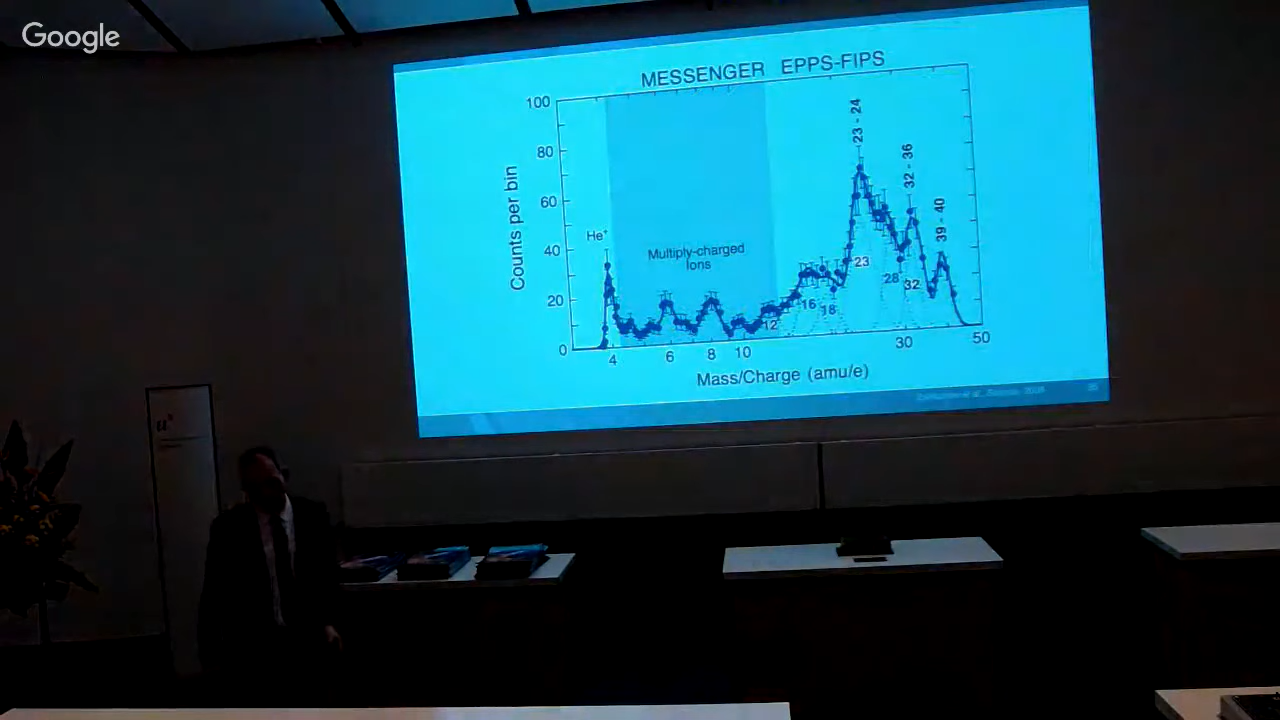 Google
MESSENGER EPPS-FIPS
100
80
60
40
20
0
Counts per bin
He⁺
Multiply-charged
Ions
12
16
18
23
28
32
23 - 24
32 - 36
39 - 40
4
6
8
10
30
50
Mass/Charge (amu/e)
35